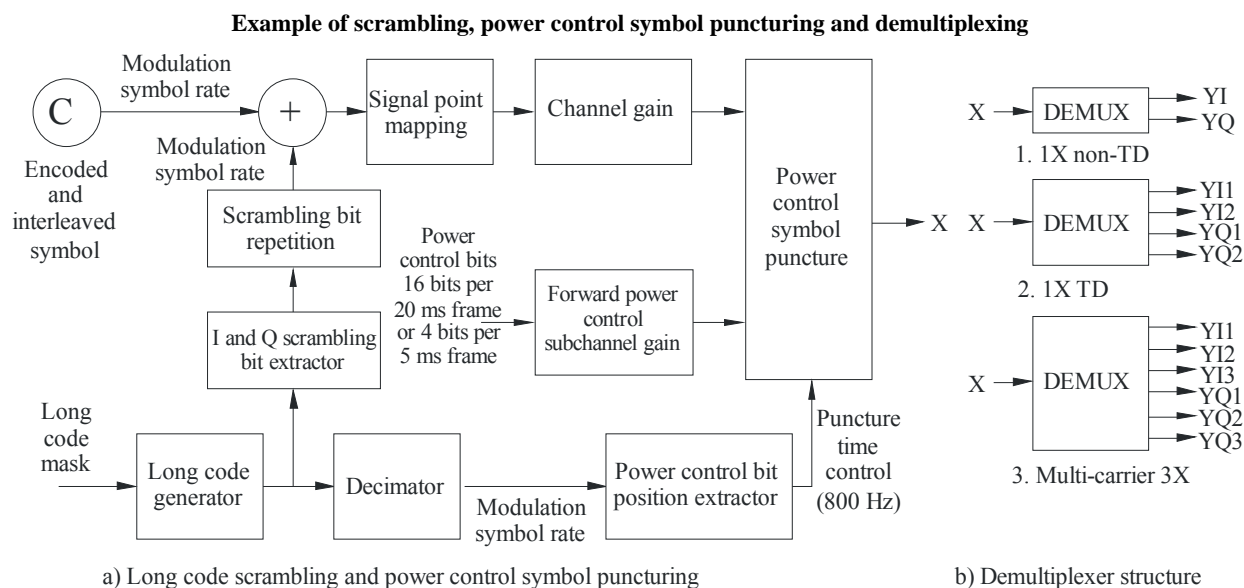 Example of scrambling, power control symbol puncturing and demultiplexing
Modulation
symbol rate
C
Encoded
and
interleaved
symbol
+
Modulation
symbol rate
Signal point
mapping
Channel gain
Scrambling bit
repetition
I and Q scrambling
bit extractor
Power
control bits
16 bits per
20 ms frame
or 4 bits per
5 ms frame
Forward power
control
subchannel gain
Power
control
symbol
puncture
X
Long
code
mask
Long code
generator
Decimator
Modulation
symbol rate
Power control bit
position extractor
Puncture
time
control
(800 Hz)
a) Long code scrambling and power control symbol puncturing
X
DEMUX
YI
YQ
1. 1X non-TD
X
DEMUX
YI1
YI2
YQ1
YQ2
2. 1X TD
X
DEMUX
YI1
YI2
YI3
YQ1
YQ2
YQ3
3. Multi-carrier 3X
b) Demultiplexer structure